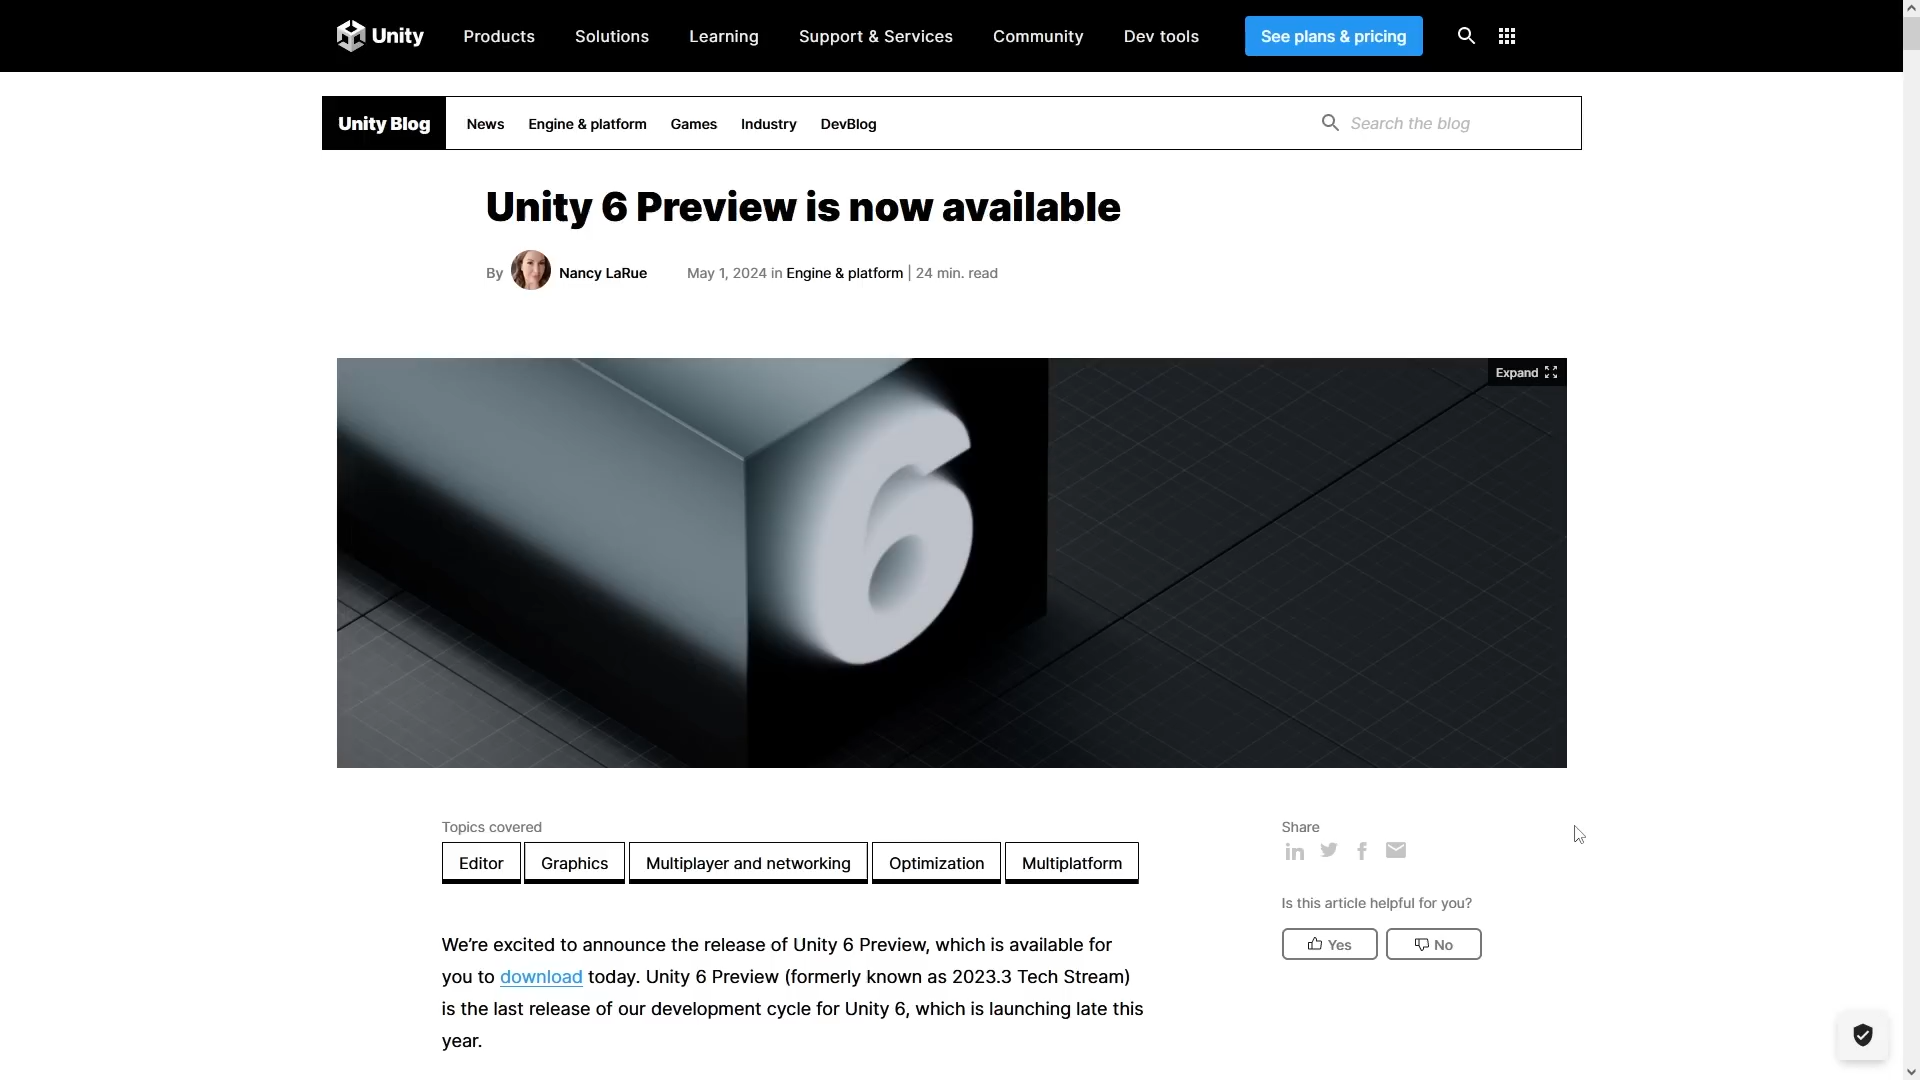 Unity Products Solutions Learning Support & Services Community Dev tools See plans & pricing
Unity Blog News Engine & platform Games Industry DevBlog Search the blog
Unity 6 Preview is now available
By Nancy LaRue May 1, 2024 in Engine & platform | 24 min. read
Expand
6
Topics covered
Editor Graphics Multiplayer and networking Optimization Multiplatform
We're excited to announce the release of Unity 6 Preview, which is available for
you to download today. Unity 6 Preview (formerly known as 2023.3 Tech Stream)
is the last release of our development cycle for Unity 6, which is launching late this
year.
Share
Is this article helpful for you?
Yes No